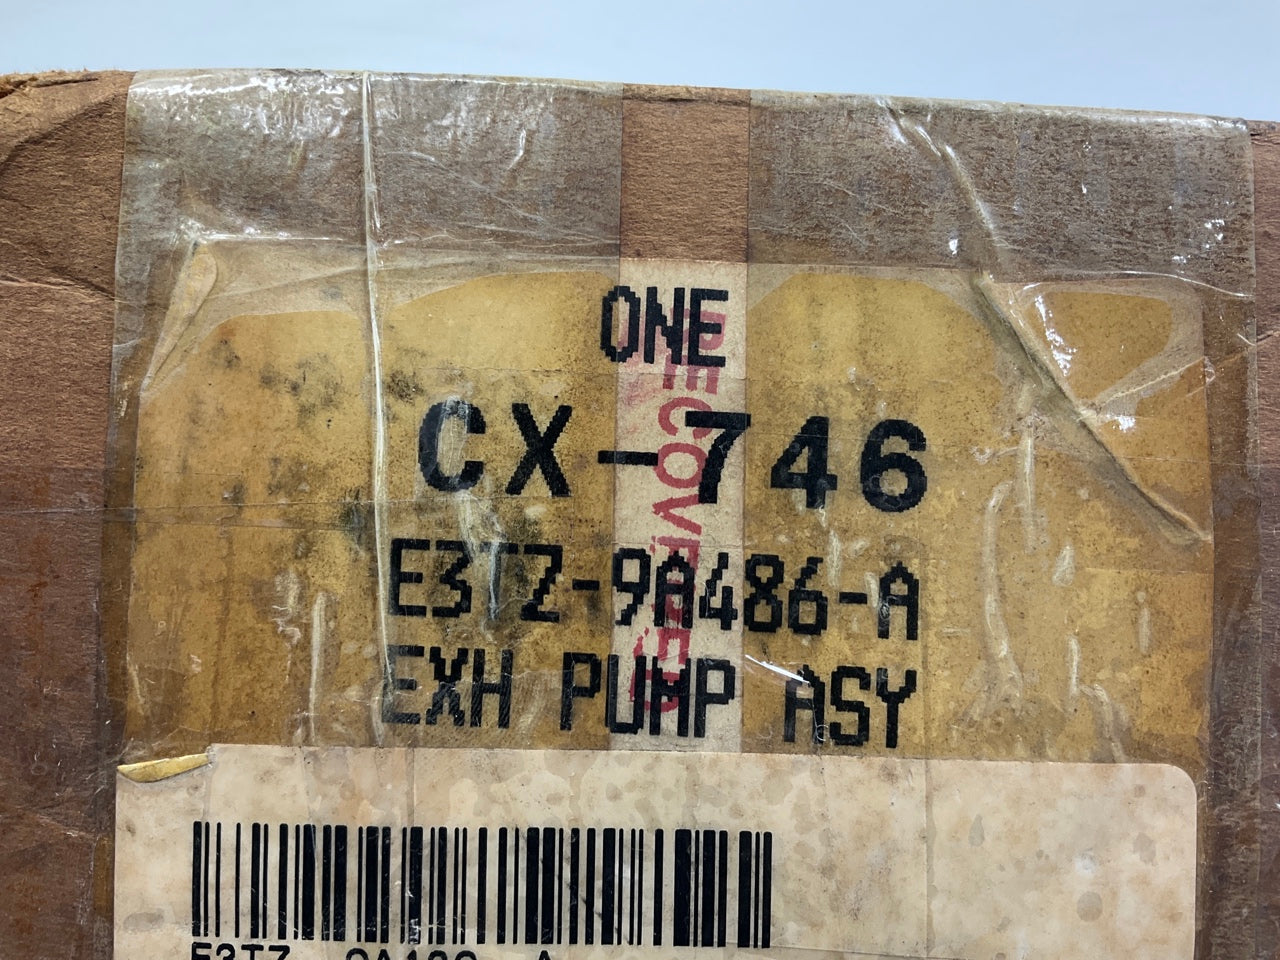 ONE
CX-746
E3TZ-9A486-A
EXH PUMP ASY